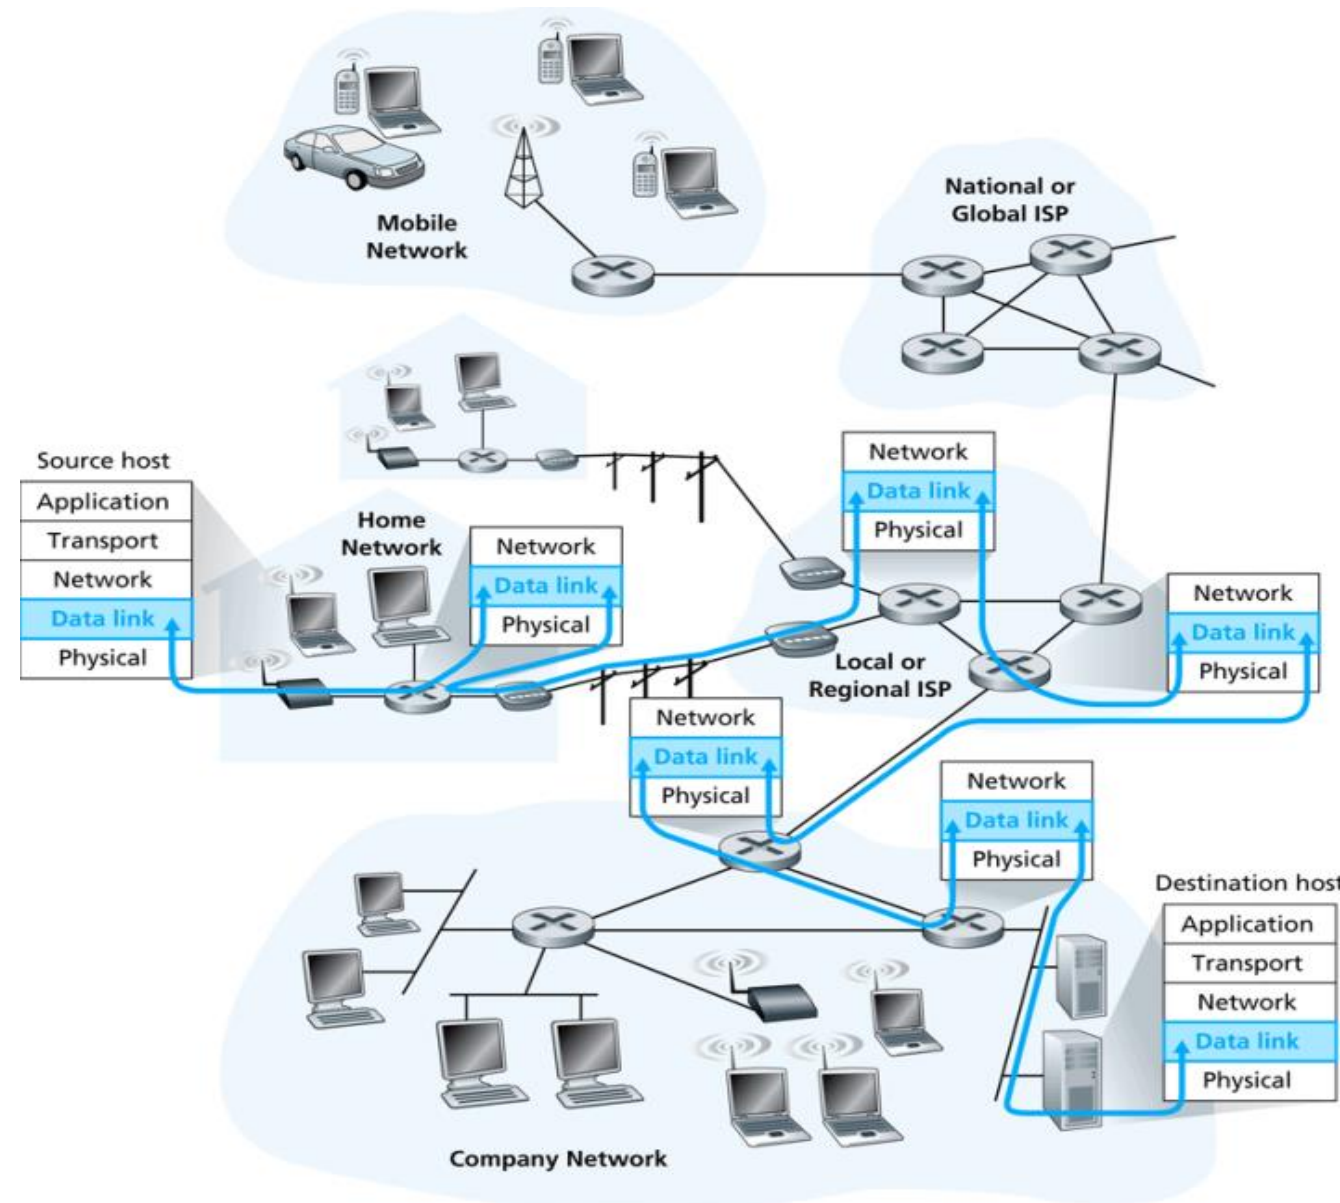 Mobile
Network
National or
Global ISP
Source host
Application
Transport
Network
Data link
Physical
Home
Network
Network
Data link
Physical
Network
Data link
Physical
Local or
Regional ISP
Network
Data link
Physical
Network
Data link
Physical
Network
Data link
Physical
Destination host
Application
Transport
Network
Data link
Physical
Company Network